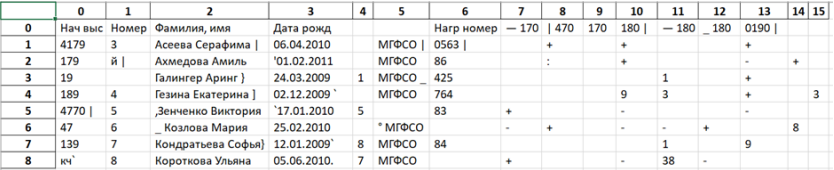 0 1 2 3 4 5 6 7 8 9 10 11 12 13 14 15
0 Нач выс Номер Фамилия, имя Дата рожд Нагр номер — 170 | 470 170 180 | — 180 _ 180 0190 |
1 4179 3 Асеева Серафима | 06.04.2010 МГФСО | 0563 | + + +
2 179 й | Ахмедова Амиль '01.02.2011 МГФСО 86 : + - +
3 19 Галингер Аринг } 24.03.2009 1 МГФСО _ 425 1 +
4 189 4 Гезина Екатерина ] 02.12.2009 ` МГФСО 764 9 3 + 3
5 4770 | 5 ,Зенченко Виктория `17.01.2010 5 83 + - -
6 47 6 _ Козлова Мария 25.02.2010 ° МГФСО - + - - + 8
7 139 7 Кондратьева Софья} 12.01.2009` 8 МГФСО 84 1 9
8 кч` 8 Короткова Ульяна 05.06.2010. 7 МГФСО + - 38 -